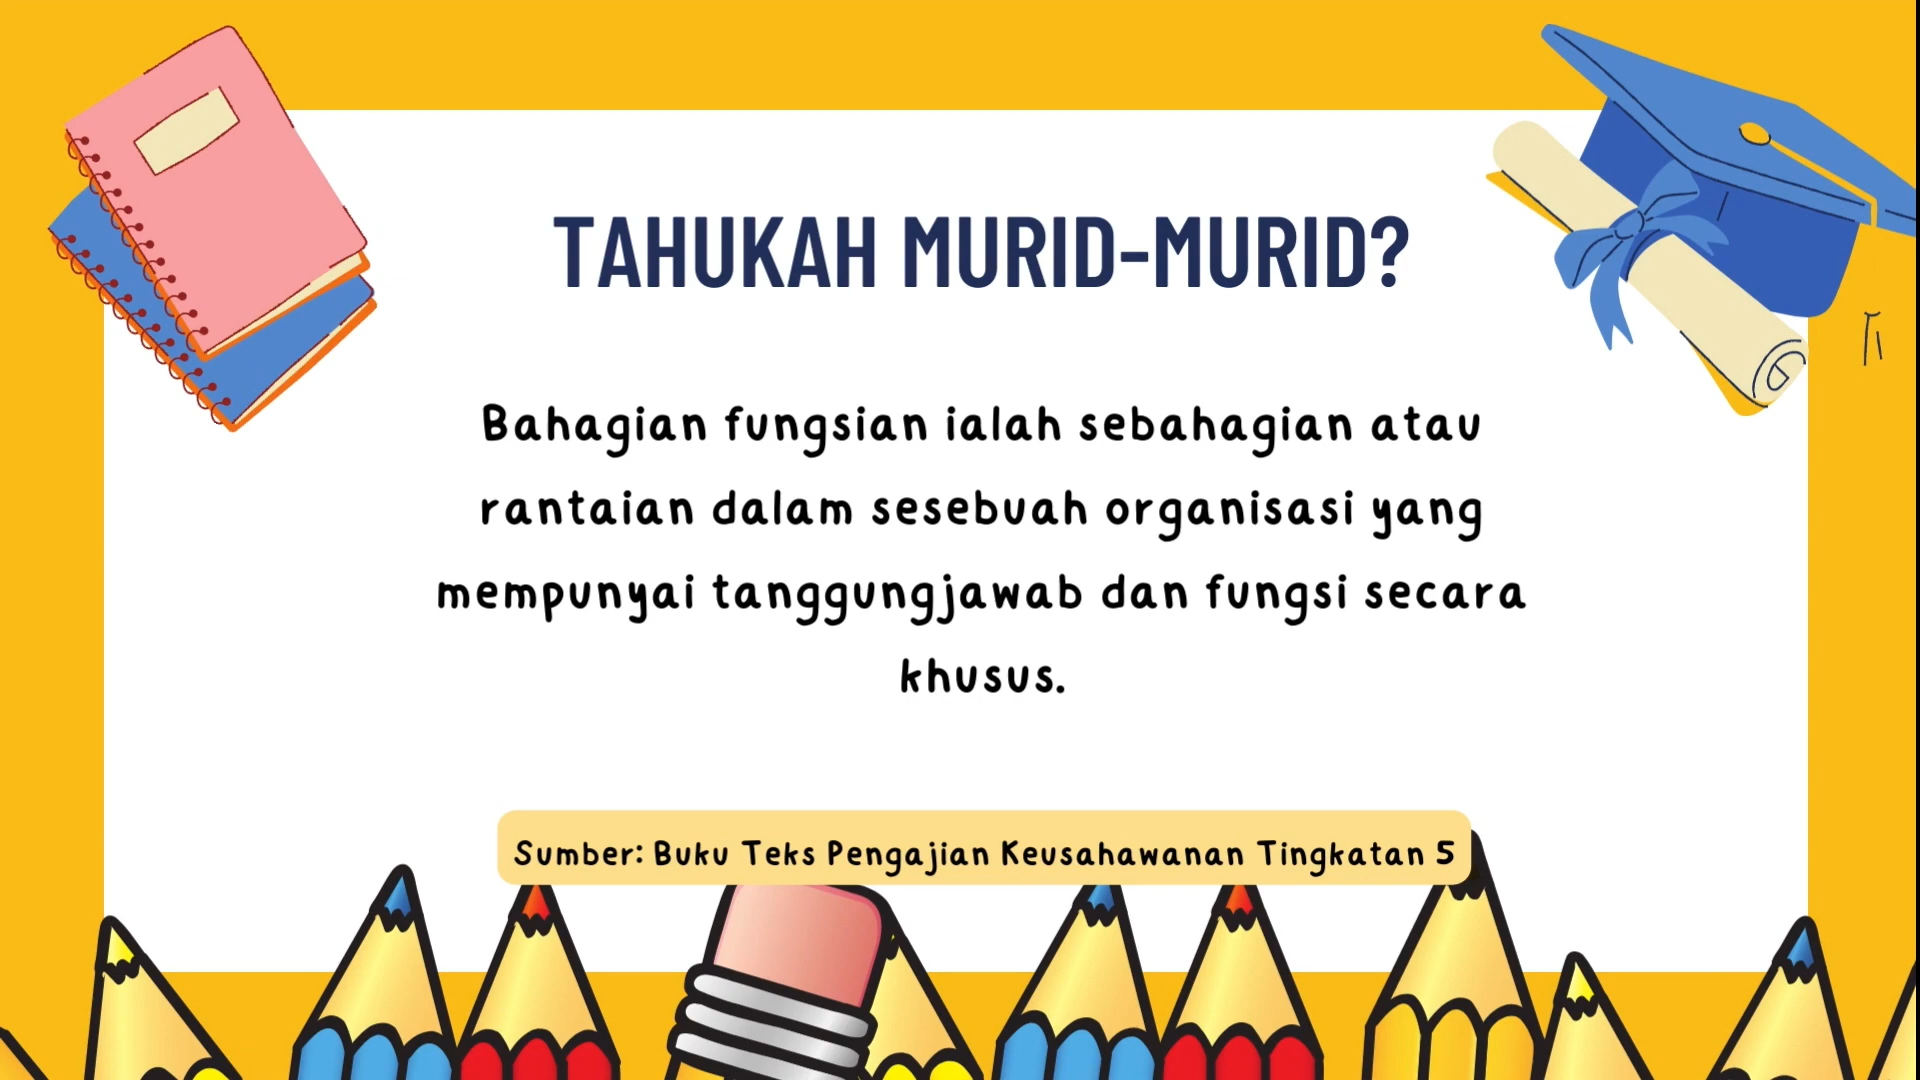 TAHUKAH MURID-MURID?
Bahagian fungsian ialah sebahagian atau
rantaian dalam sesebuah organisasi yang
mempunyai tanggungjawab dan fungsi secara
khusus.
Sumber: Buku Teks Pengajian Keusahawanan Tingkatan 5